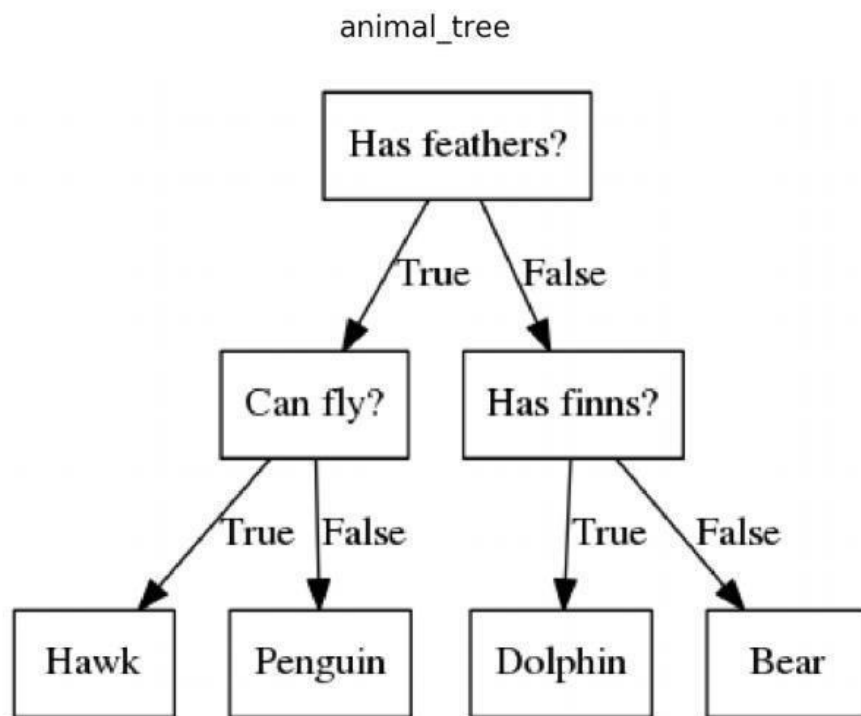 animal_tree
Has feathers?
True False
Can fly? Has finns?
True False True False
Hawk Penguin Dolphin Bear